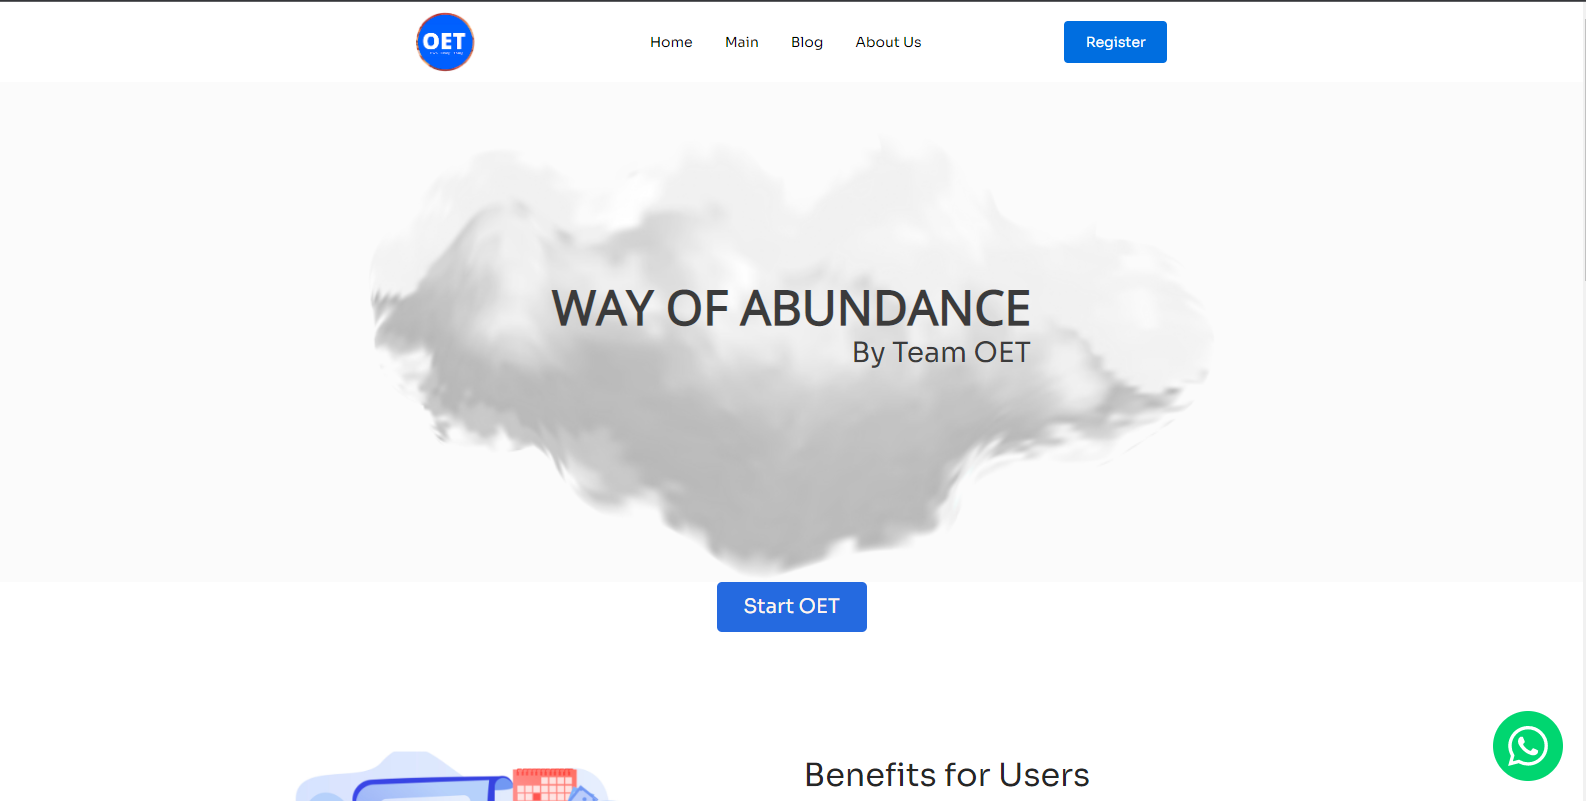 OET
Home
Main
Blog
About Us
Register
WAY OF ABUNDANCE
By Team OET
Start OET
Benefits for Users